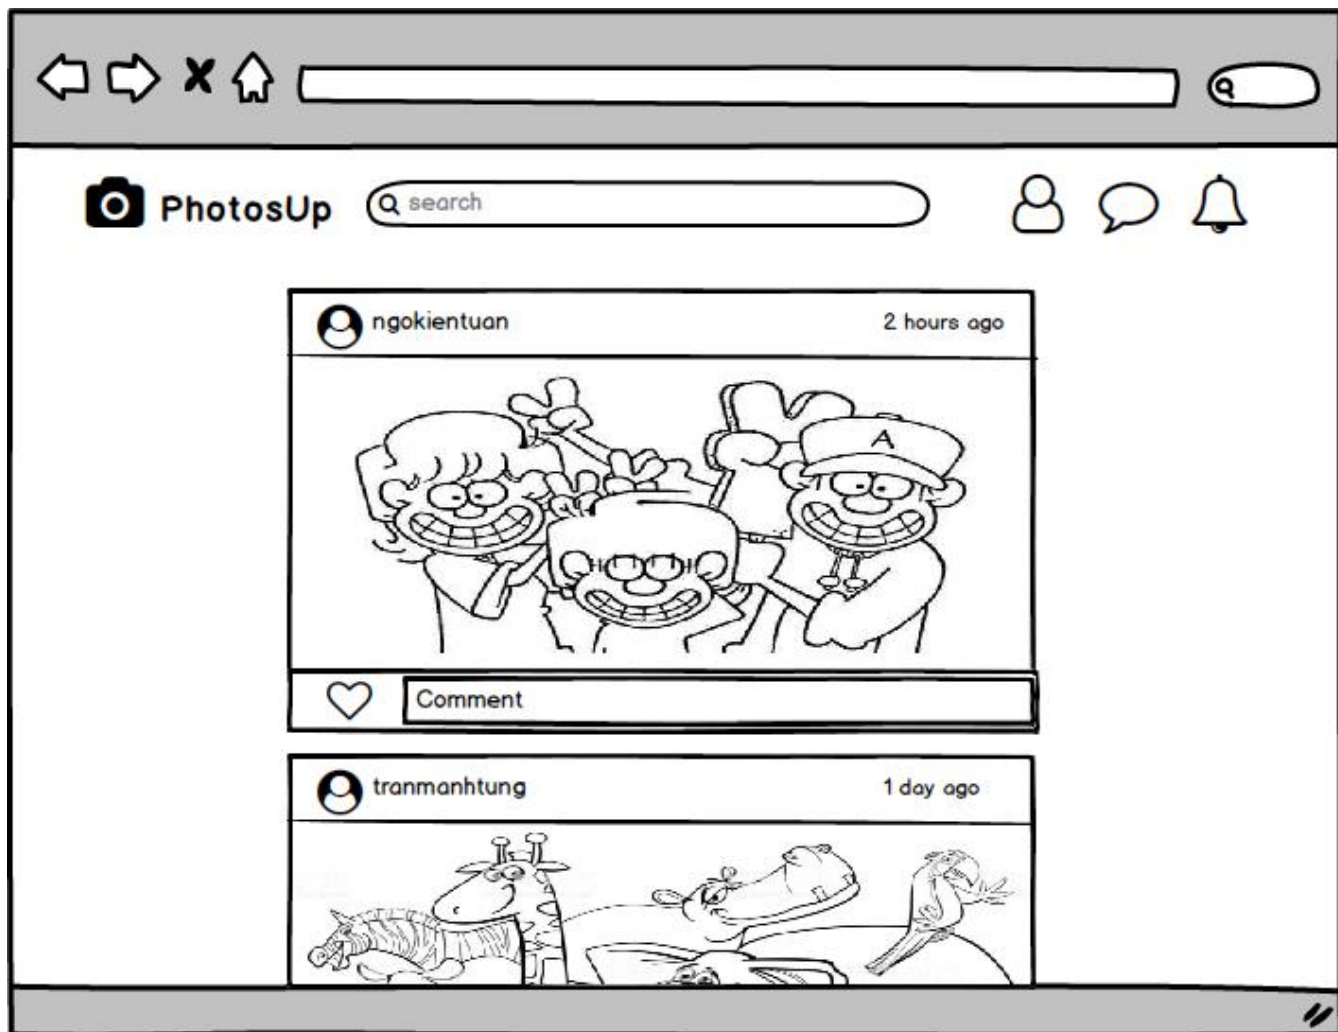 PhotosUp
search
ngokientuan
2 hours ago
A
Comment
tranmanhtung
1 day ago